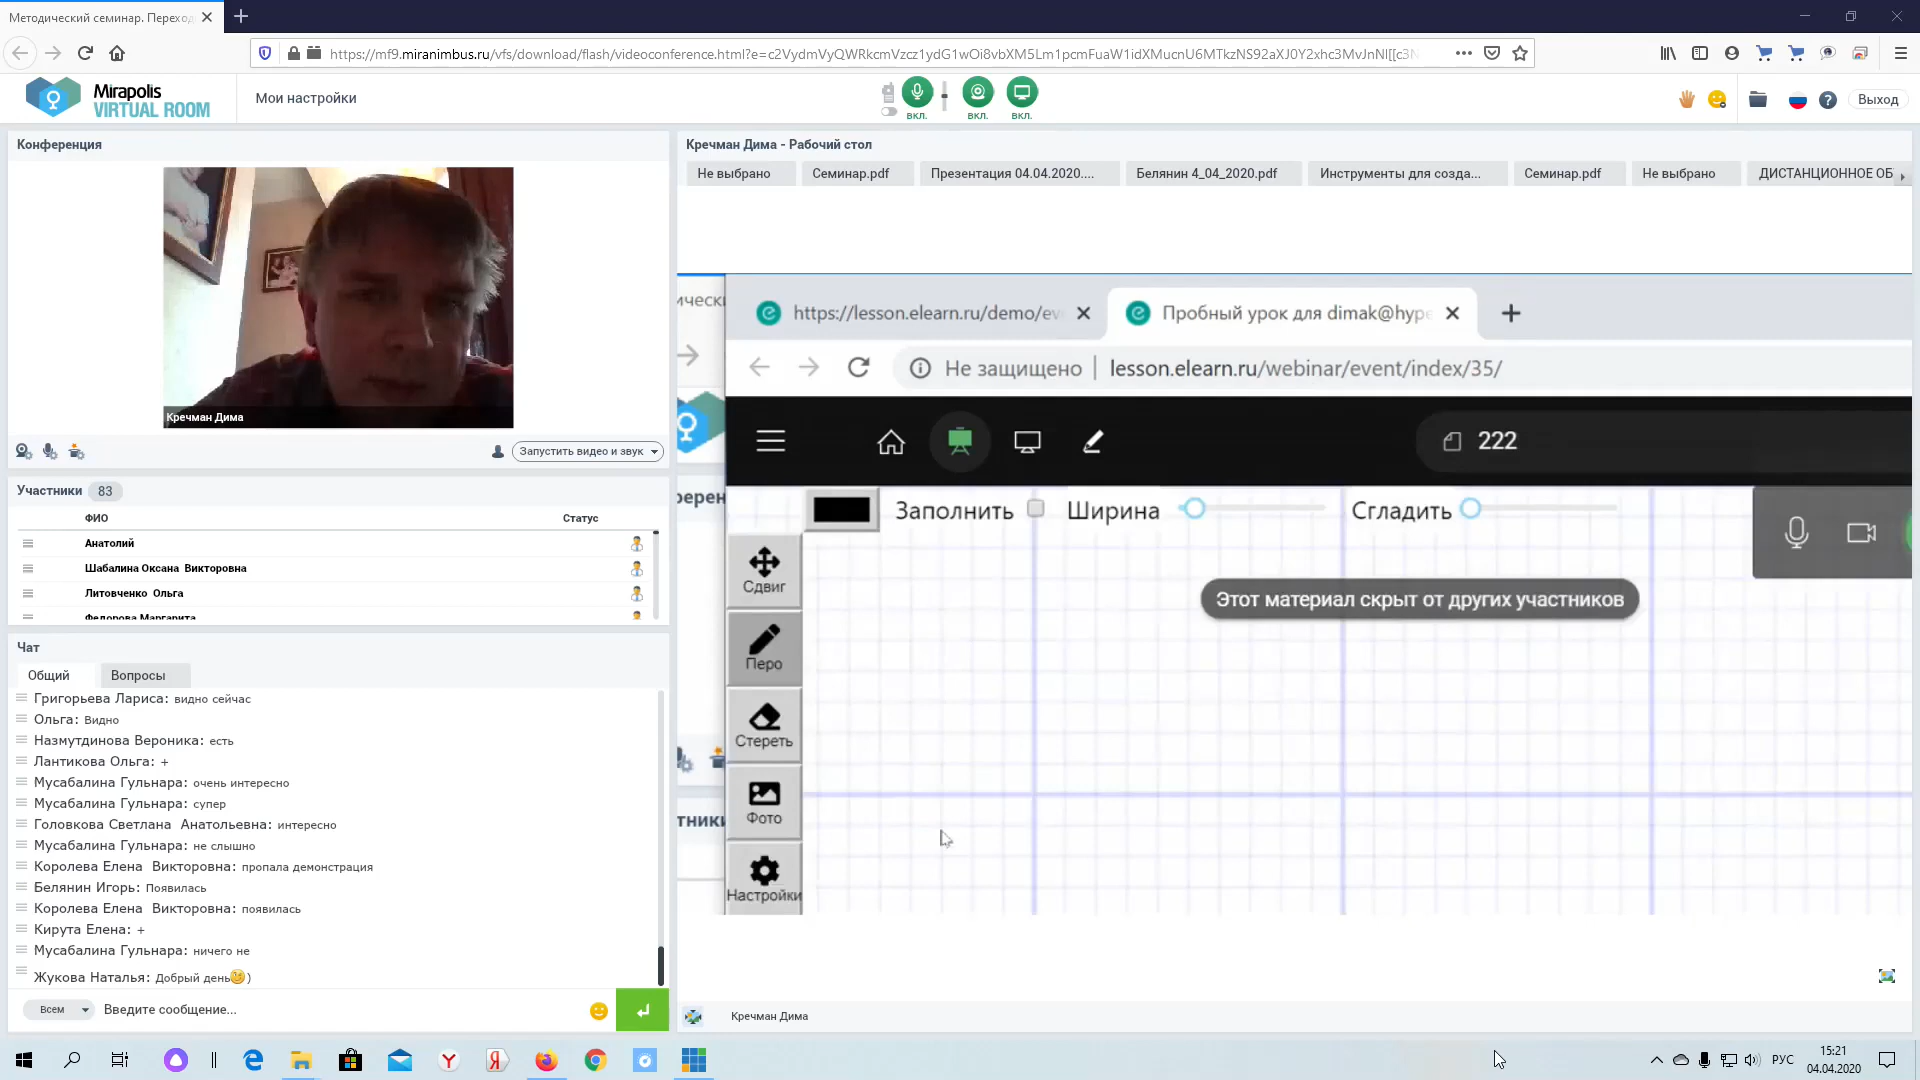 Методический семинар. Переход
https://mf9.miranimbus.ru/vfs/download/flash/videoconference.html?e=c2VydmVyQWRkcmVzcz1ydG1wOi8vbXM5Lm1pcmFuaW1idXMucnU6MTkzNS92aXJ0Y2xhc3MvJnNl[[c3N
Mirapolis
VIRTUAL ROOM
Мои настройки
вкл.
вкл.
вкл.
Выход
Конференция
Кречман Дима
Запустить видео и звук
Участники 83
ФИО Статус
Анатолий
Шабалина Оксана Викторовна
Литовченко Ольга
Федорова Маргарита
Чат
Общий Вопросы
Григорьева Лариса: видно сейчас
Ольга: Видно
Назмутдинова Вероника: есть
Лантикова Ольга: +
Мусабалина Гульнара: очень интересно
Мусабалина Гульнара: супер
Головкова Светлана Анатольевна: интересно
Мусабалина Гульнара: не слышно
Королева Елена Викторовна: пропала демонстрация
Белянин Игорь: Появилась
Королева Елена Викторовна: появилась
Кирута Елена: +
Мусабалина Гульнара: ничего не
Жукова Наталья: Добрый день )
Всем Введите сообщение...
Кречман Дима - Рабочий стол
Не выбрано Семинар.pdf Презентация 04.04.2020.... Белянин 4_04_2020.pdf Инструменты для созда... Семинар.pdf Не выбрано ДИСТАНЦИОННОЕ ОБ
ически
https://lesson.elearn.ru/demo/eve Пробный урок для dimak@hype
Не защищено | lesson.elearn.ru/webinar/event/index/35/
222
ерен
Заполнить Ширина Сгладить
Этот материал скрыт от других участников
Сдвиг
Перо
Стереть
Фото
Настройки
тники
Кречман Дима
РУС
15:21
04.04.2020